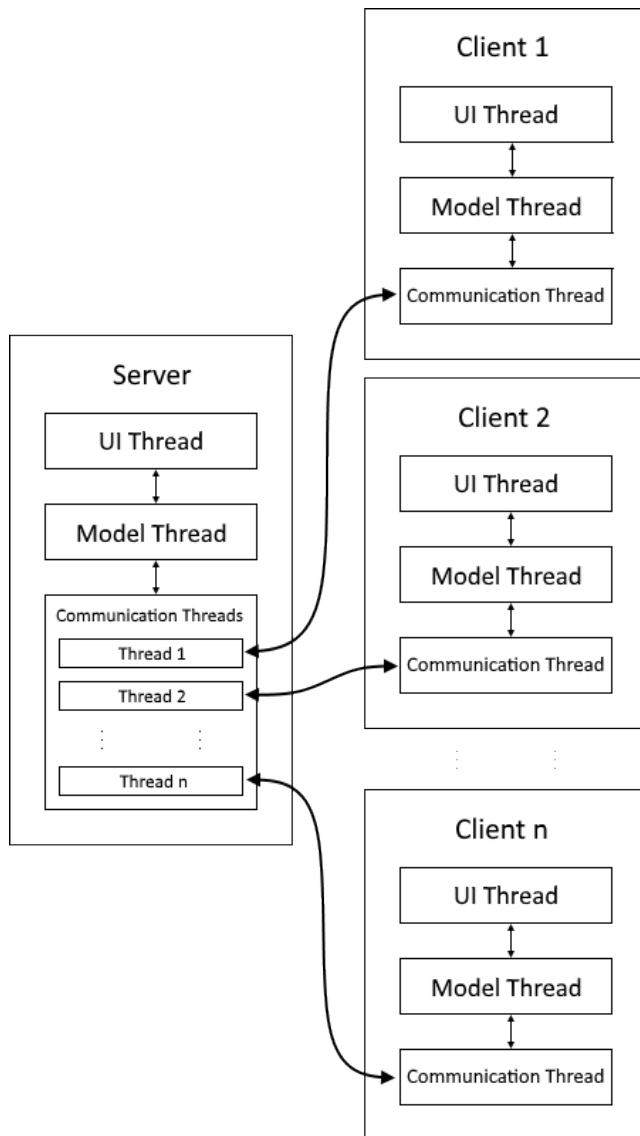 Server
UI Thread
Model Thread
Communication Threads
Thread 1
Thread 2
Thread n
Client 1
UI Thread
Model Thread
Communication Thread
Client 2
UI Thread
Model Thread
Communication Thread
Client n
UI Thread
Model Thread
Communication Thread